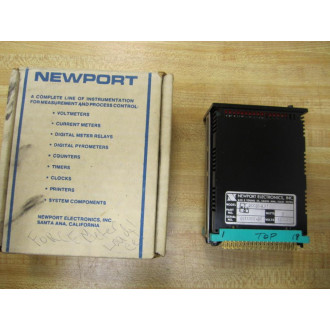 NEWPORT
A COMPLETE LINE OF INSTRUMENTATION
FOR MEASUREMENT AND PROCESS CONTROL
• VOLTMETERS
• CURRENT METERS
• DIGITAL METER RELAYS
• DIGITAL PYROMETERS
• COUNTERS
• TIMERS
• CLOCKS
• PRINTERS
• SYSTEM COMPONENTS
NEWPORT ELECTRONICS, INC.
SANTA ANA, CALIFORNIA
NEWPORT ELECTRONICS, INC.
MODEL
TOP